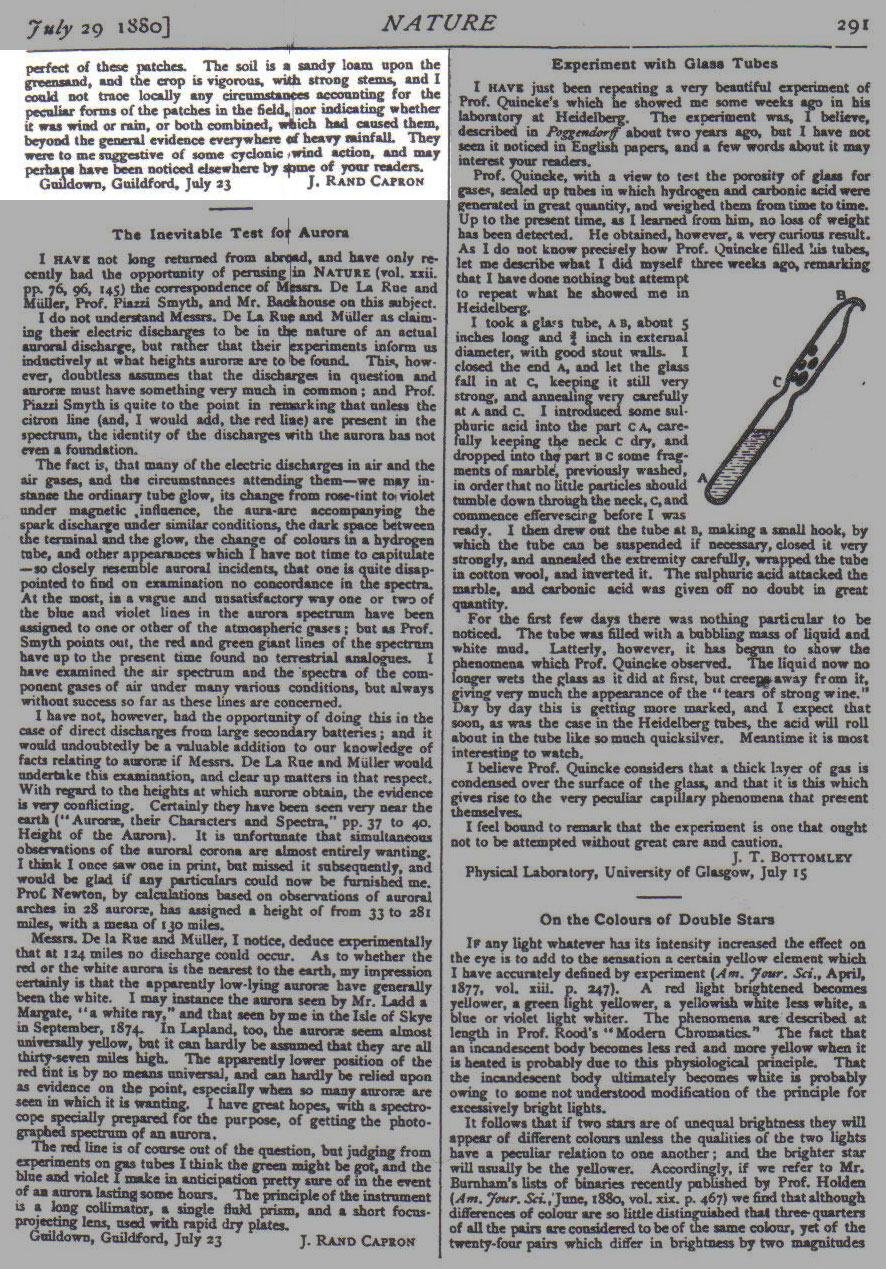 July 29 1880]
NATURE
291
perfect of these patches. The soil is a sandy loam upon the
greensand, and the crop is vigorous, with strong stems, and I
could not trace locally any circumstances accounting for the
peculiar forms of the patches in the field, nor indicating whether
it was wind or rain, or both combined, which had caused them,
beyond the general evidence everywhere of heavy rainfall. They
were to me suggestive of some cyclonic wind action, and may
perhaps have been noticed elsewhere by some of your readers.
Guildown, Guildford, July 23 J. RAND CAPRON
The Inevitable Test for Aurora
I HAVE not long returned from abroad, and have only re-
cently had the opportunity of perusing in NATURE (vol. xxii.
pp. 76, 96, 145) the correspondence of Messrs. De La Rue and
Müller, Prof. Piazzi Smyth, and Mr. Backhouse on this subject.
I do not understand Messrs. De La Rue and Müller as claim-
ing their electric discharges to be in the nature of an actual
auroral discharge, but rather that their experiments inform us
inductively at what heights auroræ are to be found. This, how-
ever, doubtless assumes that the discharges in question and
auroræ must have something very much in common; and Prof.
Piazzi Smyth is quite to the point in remarking that unless the
citron line (and, I would add, the red line) are present in the
spectrum, the identity of the discharges with the aurora has not
even a foundation.
The fact is, that many of the electric discharges in air and the
air gases, and the circumstances attending them—we may in-
stance the ordinary tube glow, its change from rose-tint to violet
under magnetic influence, the aura-arc accompanying the
spark discharge under similar conditions, the dark space between
the terminal and the glow, the change of colours in a hydrogen
tube, and other appearances which I have not time to capitulate
—so closely resemble auroral incidents, that one is quite disap-
pointed to find on examination no concordance in the spectra.
At the most, in a vague and unsatisfactory way one or two of
the blue and violet lines in the aurora spectrum have been
assigned to one or other of the atmospheric gases; but as Prof.
Smyth points out, the red and green giant lines of the spectrum
have up to the present time found no terrestrial analogues. I
have examined the air spectrum and the spectra of the com-
ponent gases of air under many various conditions, but always
without success so far as these lines are concerned.
I have not, however, had the opportunity of doing this in the
case of direct discharges from large secondary batteries; and it
would undoubtedly be a valuable addition to our knowledge of
facts relating to auroræ if Messrs. De La Rue and Müller would
undertake this examination, and clear up matters in that respect.
With regard to the heights at which auroræ obtain, the evidence
is very conflicting. Certainly they have been seen very near the
earth ("Auroræ, their Characters and Spectra," pp. 37 to 40.
Height of the Aurora). It is unfortunate that simultaneous
observations of the auroral corona are almost entirely wanting.
I think I once saw one in print, but missed it subsequently, and
would be glad if any particulars could now be furnished me.
Prof. Newton, by calculations based on observations of auroral
arches in 28 auroræ, has assigned a height of from 33 to 281
miles, with a mean of 130 miles.
Messrs. De la Rue and Müller, I notice, deduce experimentally
that at 124 miles no discharge could occur. As to whether the
red or the white aurora is the nearest to the earth, my impression
certainly is that the apparently low-lying auroræ have generally
been the white. I may instance the aurora seen by Mr. Ladd a
Margate, "a white ray," and that seen by me in the Isle of Skye
in September, 1874. In Lapland, too, the auroræ seem almost
universally yellow, but it can hardly be assumed that they are all
thirty-seven miles high. The apparently lower position of the
red tint is by no means universal, and can hardly be relied upon
as evidence on the point, especially when so many auroræ are
seen in which it is wanting. I have great hopes, with a spectro-
cope specially prepared for the purpose, of getting the photo-
graphed spectrum of an aurora.
The red line is of course out of the question, but judging from
experiments on gas tubes I think the green might be got, and the
blue and violet I make in anticipation pretty sure of in the event
of an aurora lasting some hours. The principle of the instrument
is a long collimator, a single fluid prism, and a short focus-
projecting lens, used with rapid dry plates.
Guildown, Guildford, July 23 J. RAND CAPRON
Experiment with Glass Tubes
I HAVE just been repeating a very beautiful experiment of
Prof. Quincke's which he showed me some weeks ago in his
laboratory at Heidelberg. The experiment was, I believe,
described in Poggendorff about two years ago, but I have not
seen it noticed in English papers, and a few words about it may
interest your readers.
Prof. Quincke, with a view to test the porosity of glass for
gases, sealed up tubes in which hydrogen and carbonic acid were
generated in great quantity, and weighed them from time to time.
Up to the present time, as I learned from him, no loss of weight
has been detected. He obtained, however, a very curious result.
As I do not know precisely how Prof. Quincke filled his tubes,
let me describe what I did myself three weeks ago, remarking
that I have done nothing but attempt
to repeat what he showed me in
Heidelberg.
I took a glass tube, A B, about 5
inches long and ¾ inch in external
diameter, with good stout walls. I
closed the end A, and let the glass
fall in at C, keeping it still very
strong, and annealing very carefully
at A and C. I introduced some sul-
phuric acid into the part C A, care-
fully keeping the neck C dry, and
dropped into the part B C some frag-
ments of marble, previously washed,
in order that no little particles should
tumble down through the neck, C, and
commence effervescing before I was
ready. I then drew out the tube at B, making a small hook, by
which the tube can be suspended if necessary, closed it very
strongly, and annealed the extremity carefully, wrapped the tube
in cotton wool, and inverted it. The sulphuric acid attacked the
marble, and carbonic acid was given off no doubt in great
quantity.
B
C
A
For the first few days there was nothing particular to be
noticed. The tube was filled with a bubbling mass of liquid and
white mud. Latterly, however, it has begun to show the
phenomena which Prof. Quincke observed. The liquid now no
longer wets the glass as it did at first, but creeps away from it,
giving very much the appearance of the "tears of strong wine."
Day by day this is getting more marked, and I expect that
soon, as was the case in the Heidelberg tubes, the acid will roll
about in the tube like so much quicksilver. Meantime it is most
interesting to watch.
I believe Prof. Quincke considers that a thick layer of gas is
condensed over the surface of the glass, and that it is this which
gives rise to the very peculiar capillary phenomena that present
themselves.
I feel bound to remark that the experiment is one that ought
not to be attempted without great care and caution.
J. T. BOTTOMLEY
Physical Laboratory, University of Glasgow, July 15
On the Colours of Double Stars
IF any light whatever has its intensity increased the effect on
the eye is to add to the sensation a certain yellow element which
I have accurately defined by experiment (Am. Jour. Sci., April,
1877, vol. xiii. p. 247). A red light brightened becomes
yellower, a green light yellower, a yellowish white less white, a
blue or violet light whiter. The phenomena are described at
length in Prof. Rood's "Modern Chromatics." The fact that
an incandescent body becomes less red and more yellow when it
is heated is probably due to this physiological principle. That
the incandescent body ultimately becomes white is probably
owing to some not understood modification of the principle for
excessively bright lights.
It follows that if two stars are of unequal brightness they will
appear of different colours unless the qualities of the two lights
have a peculiar relation to one another; and the brighter star
will usually be the yellower. Accordingly, if we refer to Mr.
Burnham's lists of binaries recently published by Prof. Holden
(Am. Jour. Sci., June, 1880, vol. xix. p. 467) we find that although
differences of colour are so little distinguished that three-quarters
of all the pairs are considered to be of the same colour, yet of the
twenty-four pairs which differ in brightness by two magnitudes